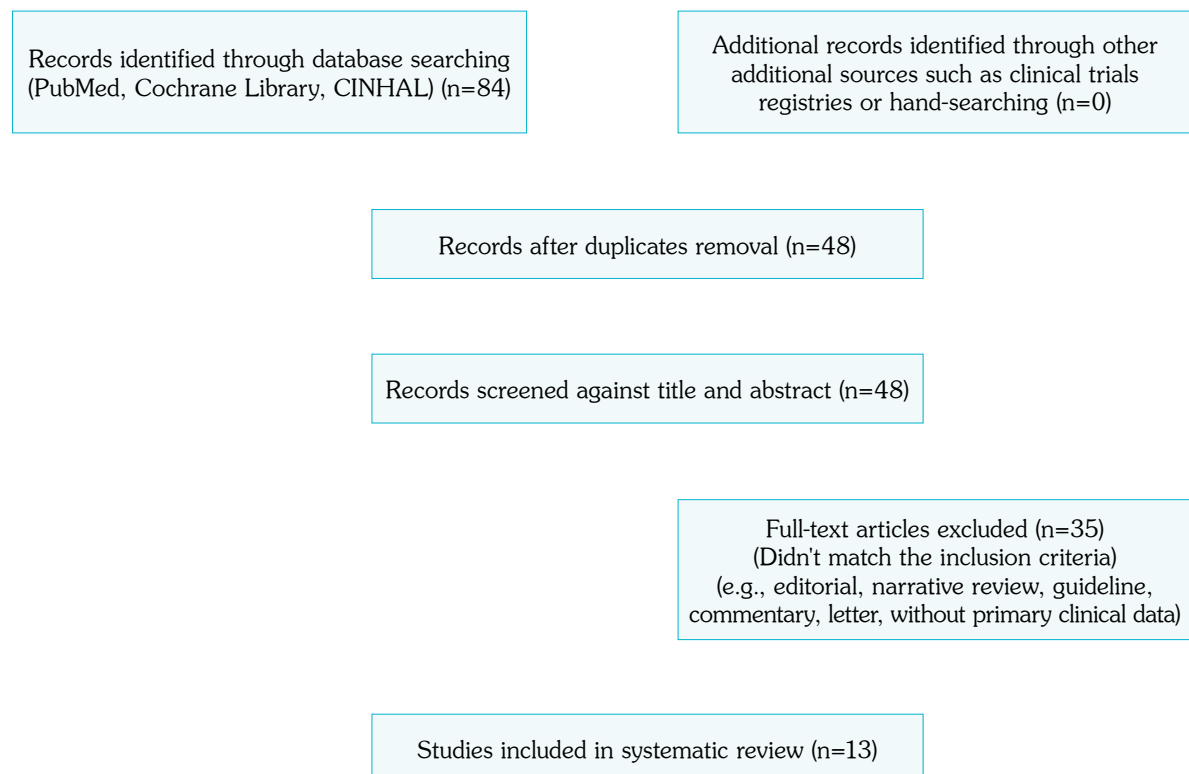 Records identified through database searching
(PubMed, Cochrane Library, CINHAL) (n=84)
Additional records identified through other
additional sources such as clinical trials
registries or hand-searching (n=0)
Records after duplicates removal (n=48)
Records screened against title and abstract (n=48)
Full-text articles excluded (n=35)
(Didn't match the inclusion criteria)
(e.g., editorial, narrative review, guideline,
commentary, letter, without primary clinical data)
Studies included in systematic review (n=13)